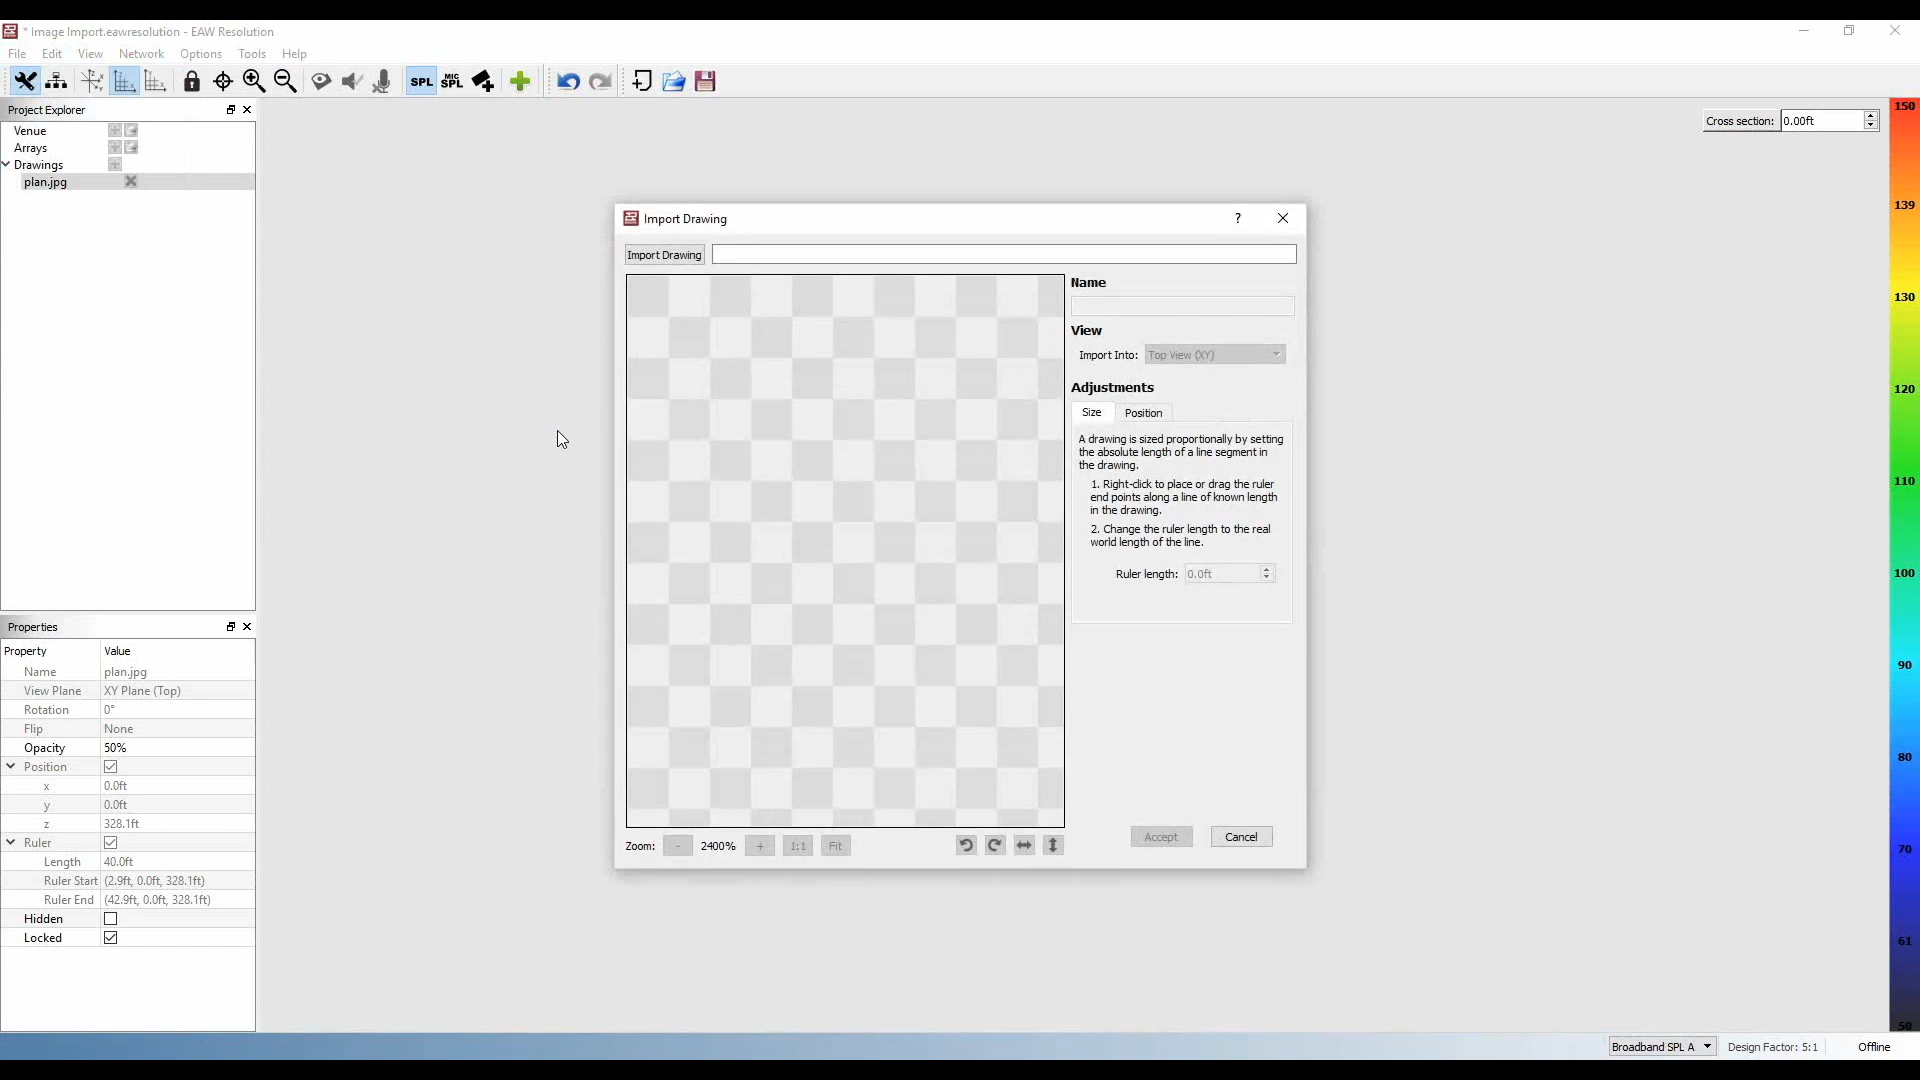 * Image Import.eawresolution - EAW Resolution
File Edit View Network Options Tools Help
SPL MIC SPL
Project Explorer
Venue
Arrays
Drawings
plan.jpg
Cross section: 0.00ft
150
139
130
120
110
100
90
80
70
61
50
Import Drawing ?
Import Drawing
Name
View
Import Into: Top View (XY)
Adjustments
Size Position
A drawing is sized proportionally by setting
the absolute length of a line segment in
the drawing.
1. Right-click to place or drag the ruler
end points along a line of known length
in the drawing.
2. Change the ruler length to the real
world length of the line.
Ruler length: 0.0ft
Accept Cancel
Zoom: - 2400% + 1:1 Fit
Properties
Property Value
Name plan.jpg
View Plane XY Plane (Top)
Rotation 0°
Flip None
Opacity 50%
Position
x 0.0ft
y 0.0ft
z 328.1ft
Ruler
Length 40.0ft
Ruler Start (2.9ft, 0.0ft, 328.1ft)
Ruler End (42.9ft, 0.0ft, 328.1ft)
Hidden
Locked
Broadband SPL A Design Factor: 5:1 Offline